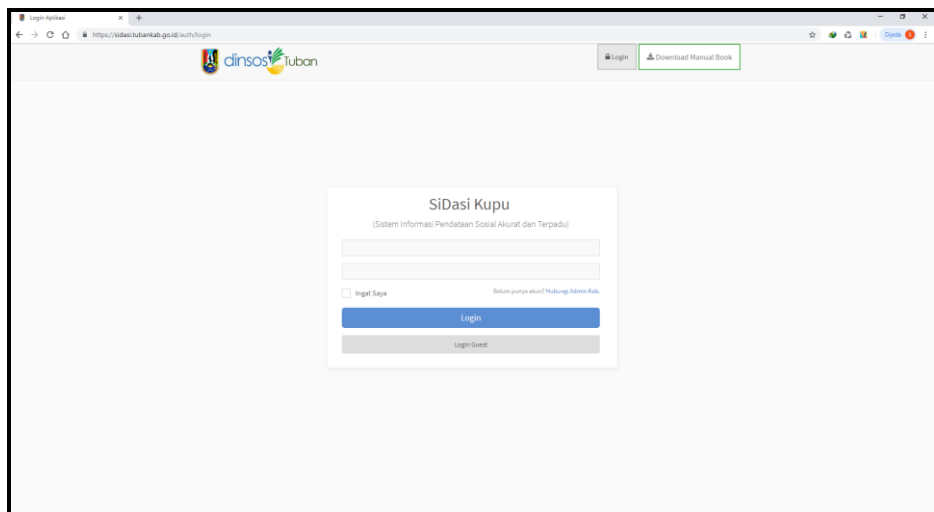 Login Aplikasi
https://sidasi.tubankab.go.id/auth/login
Djeda
dinsos Tuban
Login
Download Manual Book
SiDasi Kupu
(Sistem Informasi Pendataan Sosial Akurat dan Terpadu)
Ingat Saya
Belum punya akun? Hubungi Admin Kab.
Login
Login Guest